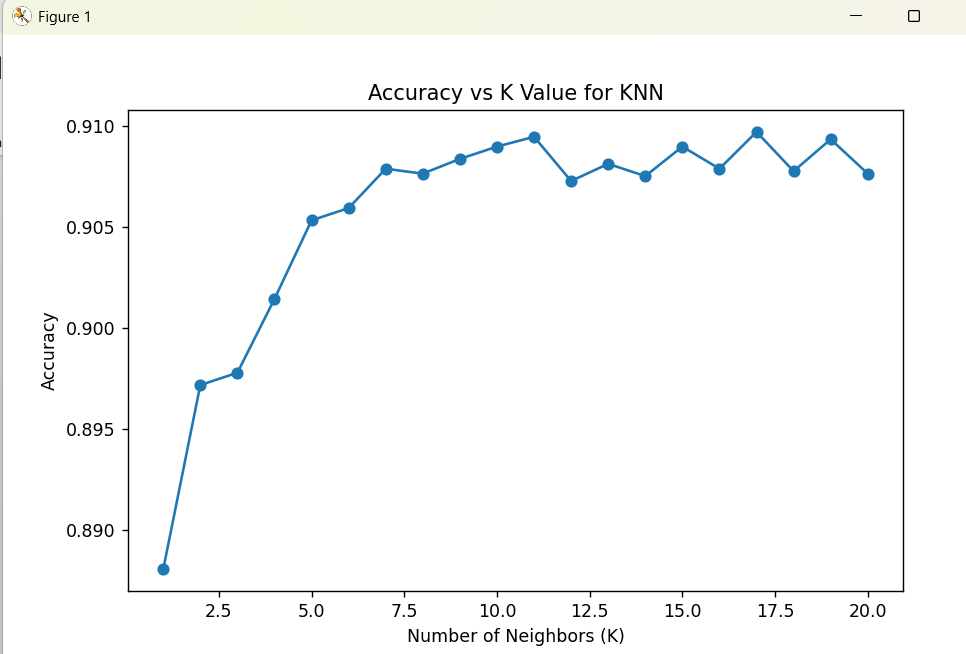 Figure 1
Accuracy vs K Value for KNN
0.910
0.905
0.900
0.895
0.890
Accuracy
2.5 5.0 7.5 10.0 12.5 15.0 17.5 20.0
Number of Neighbors (K)